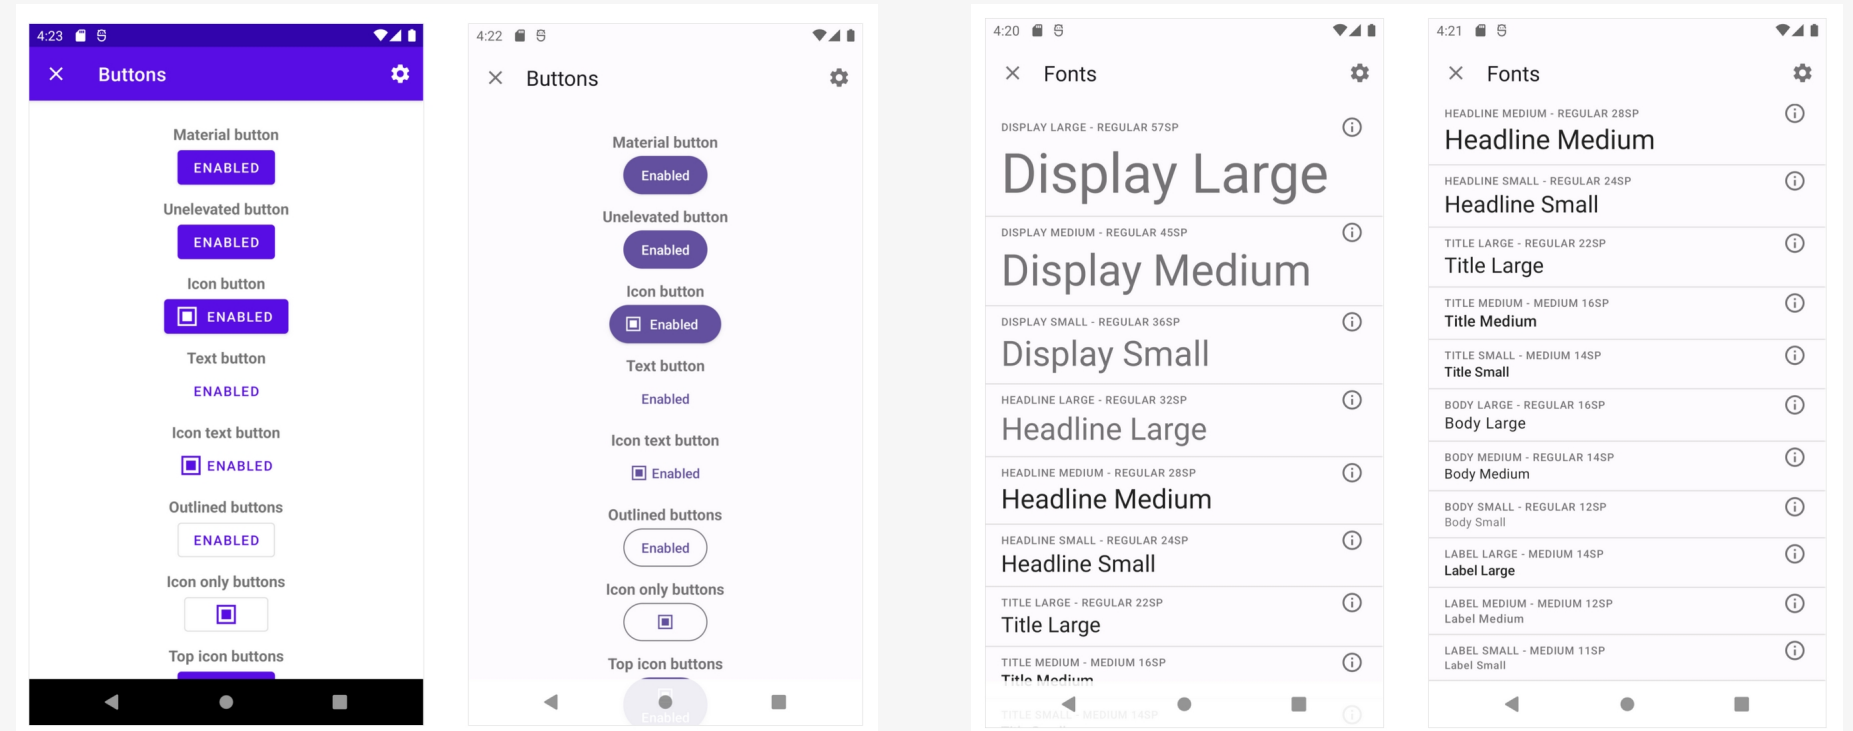 4:23
Buttons
Material button
ENABLED
Unelevated button
ENABLED
Icon button
ENABLED
Text button
ENABLED
Icon text button
ENABLED
Outlined buttons
ENABLED
Icon only buttons
Top icon buttons
4:22
Buttons
Material button
Enabled
Unelevated button
Enabled
Icon button
Enabled
Text button
Enabled
Icon text button
Enabled
Outlined buttons
Enabled
Icon only buttons
Top icon buttons
Enabled
4:20
Fonts
DISPLAY LARGE - REGULAR 57SP
Display Large
DISPLAY MEDIUM - REGULAR 45SP
Display Medium
DISPLAY SMALL - REGULAR 36SP
Display Small
HEADLINE LARGE - REGULAR 32SP
Headline Large
HEADLINE MEDIUM - REGULAR 28SP
Headline Medium
HEADLINE SMALL - REGULAR 24SP
Headline Small
TITLE LARGE - REGULAR 22SP
Title Large
TITLE MEDIUM - MEDIUM 16SP
Title Medium
TITLE SMALL - MEDIUM 14SP
4:21
Fonts
HEADLINE MEDIUM - REGULAR 28SP
Headline Medium
HEADLINE SMALL - REGULAR 24SP
Headline Small
TITLE LARGE - REGULAR 22SP
Title Large
TITLE MEDIUM - MEDIUM 16SP
Title Medium
TITLE SMALL - MEDIUM 14SP
Title Small
BODY LARGE - REGULAR 16SP
Body Large
BODY MEDIUM - REGULAR 14SP
Body Medium
BODY SMALL - REGULAR 12SP
Body Small
LABEL LARGE - MEDIUM 14SP
Label Large
LABEL MEDIUM - MEDIUM 12SP
Label Medium
LABEL SMALL - MEDIUM 11SP
Label Small